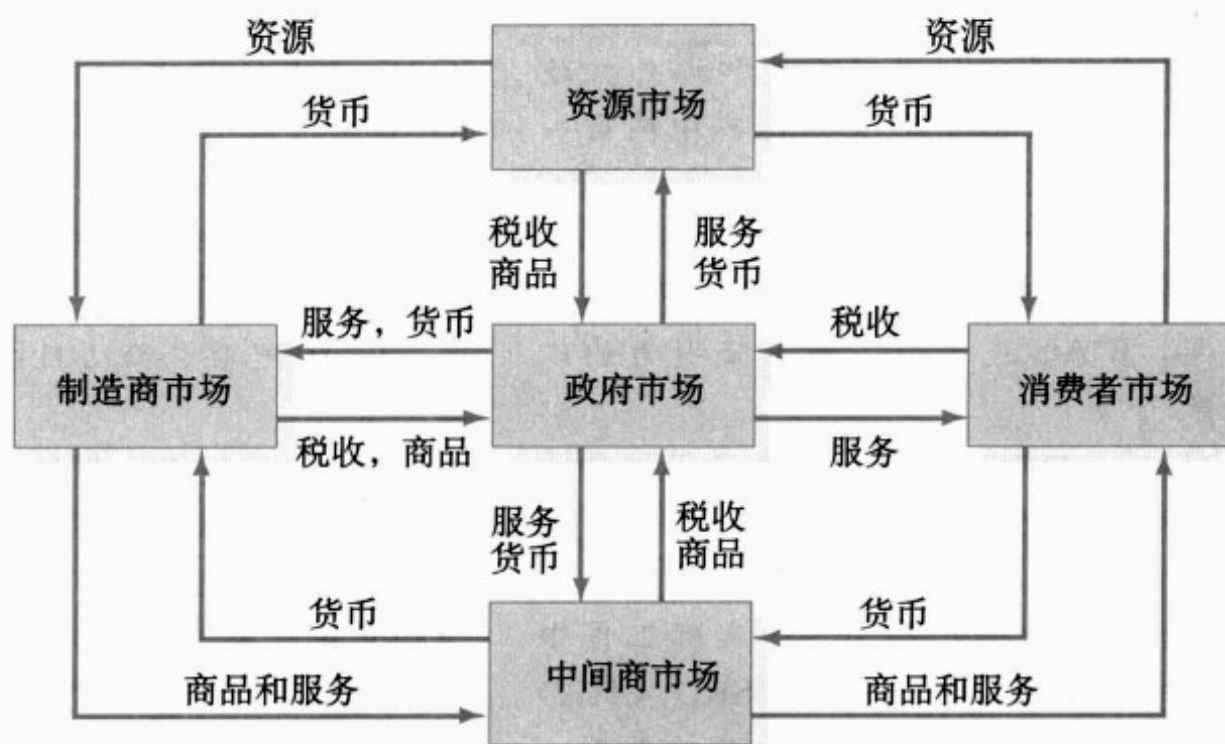 资源
资源
资源市场
货币
货币
税收
商品
服务
货币
服务，货币
税收
制造商市场
政府市场
消费者市场
税收，商品
服务
服务
货币
税收
商品
货币
货币
中间商市场
商品和服务
商品和服务